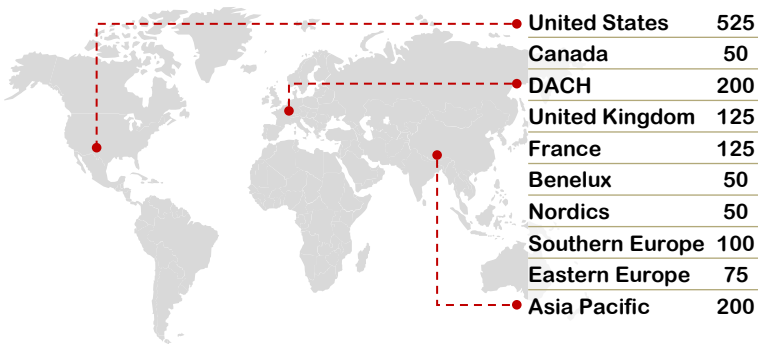 United States 525
Canada 50
DACH 200
United Kingdom 125
France 125
Benelux 50
Nordics 50
Southern Europe 100
Eastern Europe 75
Asia Pacific 200